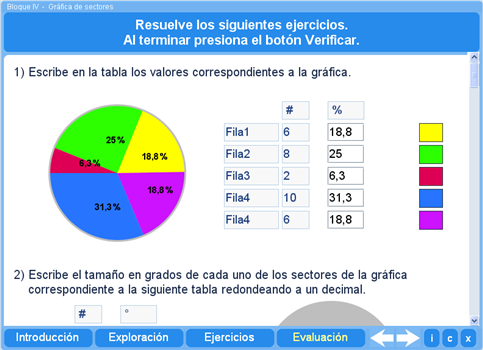 Bloque IV - Gráfica de sectores
Resuelve los siguientes ejercicios.
Al terminar presiona el botón Verificar.
1) Escribe en la tabla los valores correspondientes a la gráfica.
# %
25% Fila1 6 18,8
18,8% Fila2 8 25
6,3% Fila3 2 6,3
18,8% Fila4 10 31,3
31,3% Fila4 6 18,8
2) Escribe el tamaño en grados de cada uno de los sectores de la gráfica
correspondiente a la siguiente tabla redondeando a un decimal.
# °
Introducción Exploración Ejercicios Evaluación i c x